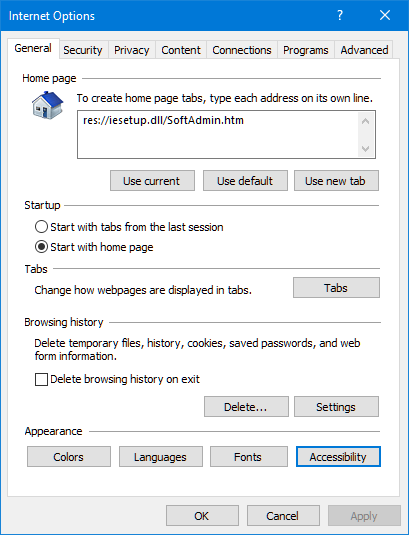 Internet Options
General Security Privacy Content Connections Programs Advanced
Home page
To create home page tabs, type each address on its own line.
res://iesetup.dll/SoftAdmin.htm
Use current Use default Use new tab
Startup
Start with tabs from the last session
Start with home page
Tabs
Change how webpages are displayed in tabs. Tabs
Browsing history
Delete temporary files, history, cookies, saved passwords, and web
form information.
Delete browsing history on exit
Delete... Settings
Appearance
Colors Languages Fonts Accessibility
OK Cancel Apply